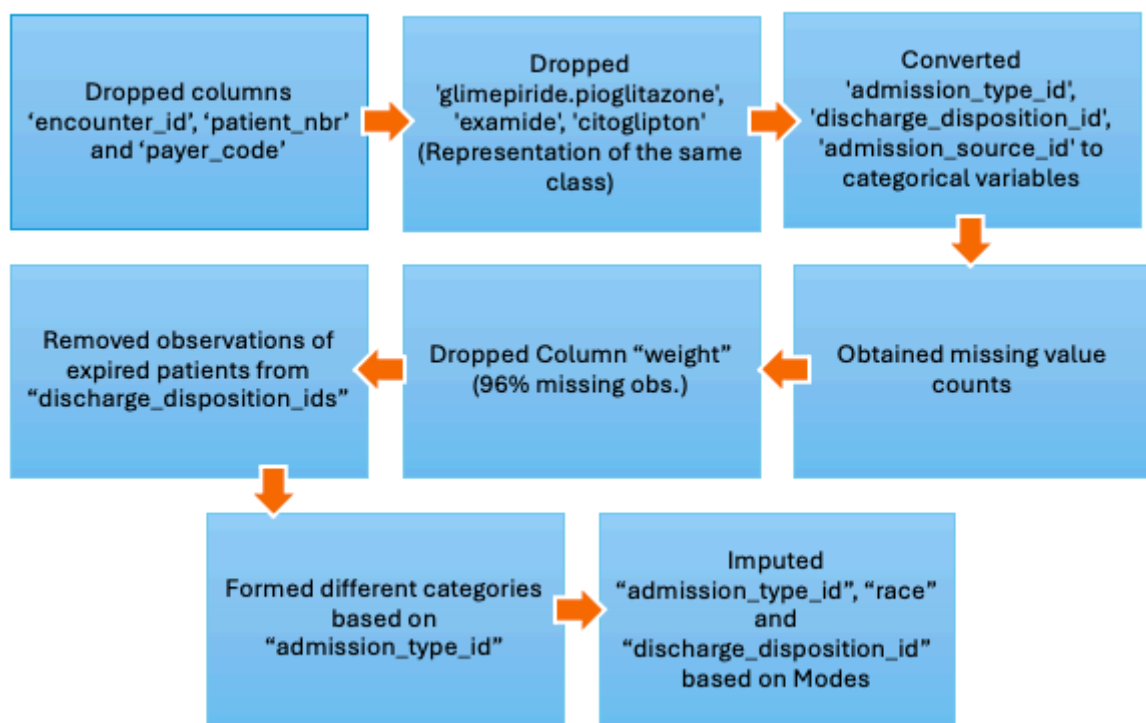 Dropped columns
‘encounter_id’, ‘patient_nbr’
and ‘payer_code’
Dropped
'glimepiride.pioglitazone',
'examide', 'citoglipton'
(Representation of the same
class)
Converted
'admission_type_id',
'discharge_disposition_id',
'admission_source_id' to
categorical variables
Obtained missing value
counts
Dropped Column “weight”
(96% missing obs.)
Removed observations of
expired patients from
“discharge_disposition_ids”
Formed different categories
based on
“admission_type_id”
Imputed
“admission_type_id”, “race”
and
“discharge_disposition_id”
based on Modes